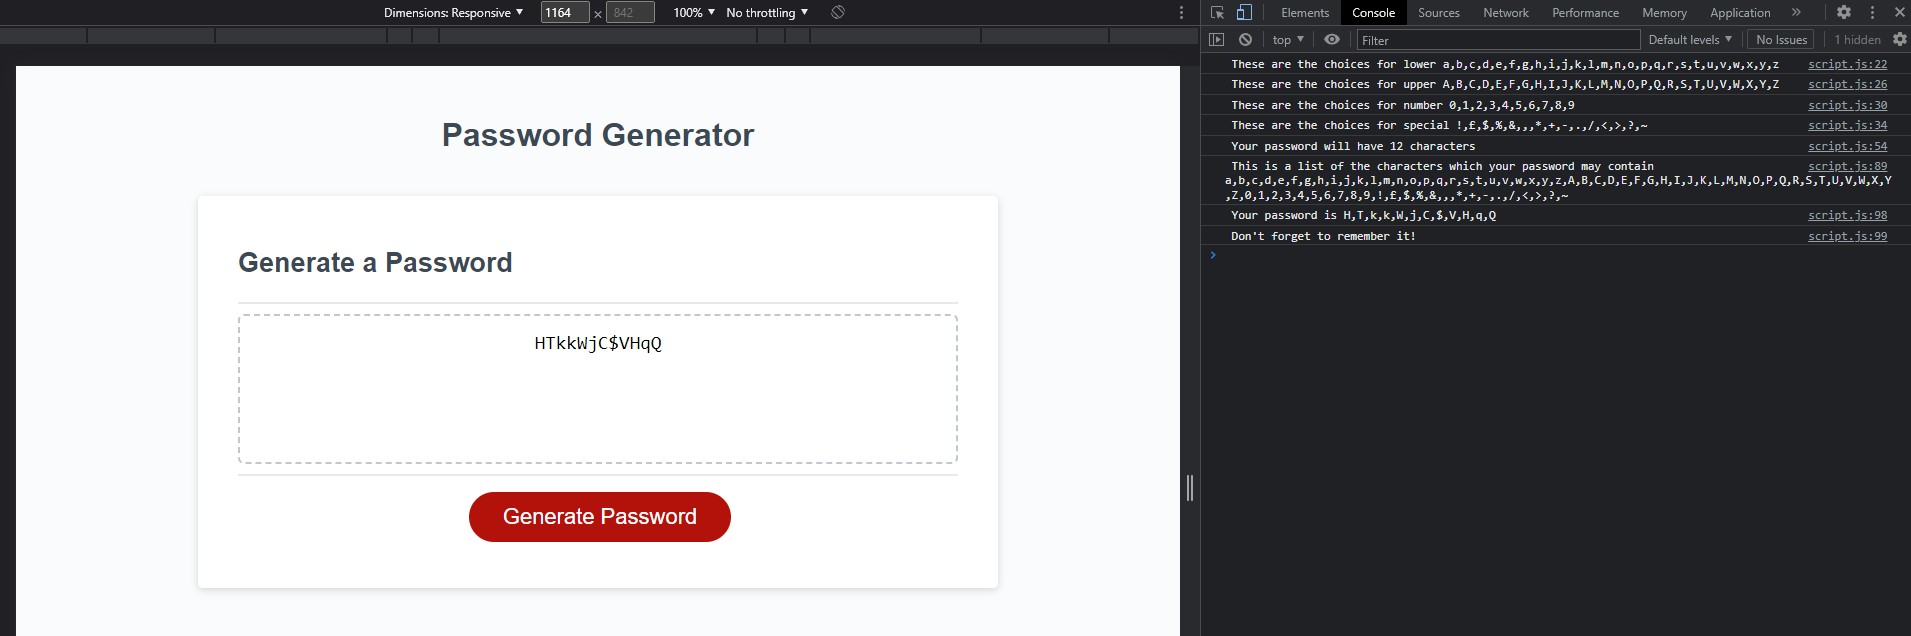 Dimensions: Responsive ▼ 1164 × 842 100% ▼ No throttling ▼
Elements Console Sources Network Performance Memory Application »
top ▼ Filter Default levels ▼ No Issues 1 hidden
Password Generator
Generate a Password
HTkkWjC$VHqQ
Generate Password
These are the choices for lower a,b,c,d,e,f,g,h,i,j,k,l,m,n,o,p,q,r,s,t,u,v,w,x,y,z script.js:22
These are the choices for upper A,B,C,D,E,F,G,H,I,J,K,L,M,N,O,P,Q,R,S,T,U,V,W,X,Y,Z script.js:26
These are the choices for number 0,1,2,3,4,5,6,7,8,9 script.js:30
These are the choices for special !,£,$,%,&,,,*,+,-,.,/,<,>,?,~ script.js:34
Your password will have 12 characters script.js:54
This is a list of the characters which your password may contain script.js:89
a,b,c,d,e,f,g,h,i,j,k,l,m,n,o,p,q,r,s,t,u,v,w,x,y,z,A,B,C,D,E,F,G,H,I,J,K,L,M,N,O,P,Q,R,S,T,U,V,W,X,Y
,Z,0,1,2,3,4,5,6,7,8,9,!,£,$,%,&,,,*,+,-,.,/,<,>,?,~
Your password is H,T,k,k,W,j,C,$,V,H,q,Q script.js:98
Don't forget to remember it! script.js:99